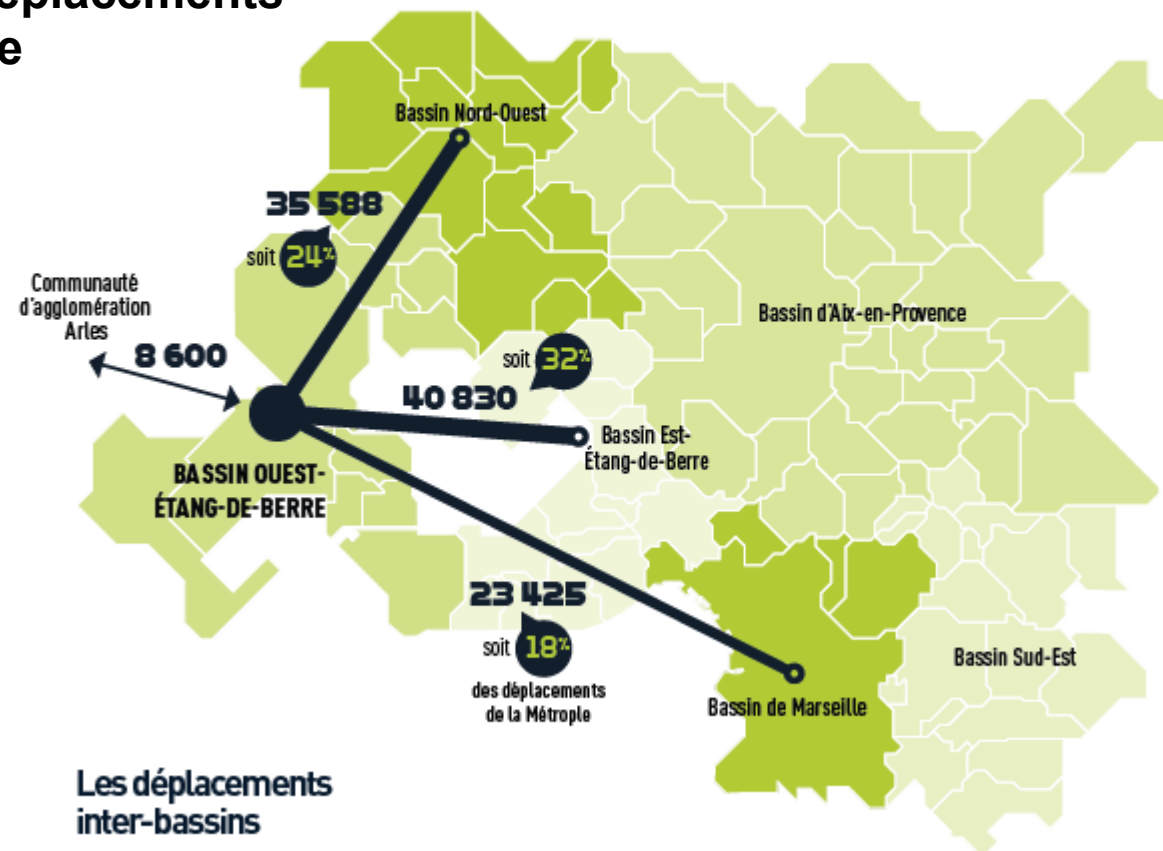 éplacements
e
Bassin Nord-Ouest
35 588
soit 24%
Communauté
d'agglomération
Arles
8 600
Bassin d'Aix-en-Provence
soit 32%
40 830
Bassin Est-
Étang-de-Berre
BASSIN OUEST-
ÉTANG-DE-BERRE
23 425
soit 18%
des déplacements
de la Métrople
Bassin Sud-Est
Bassin de Marseille
Les déplacements
inter-bassins